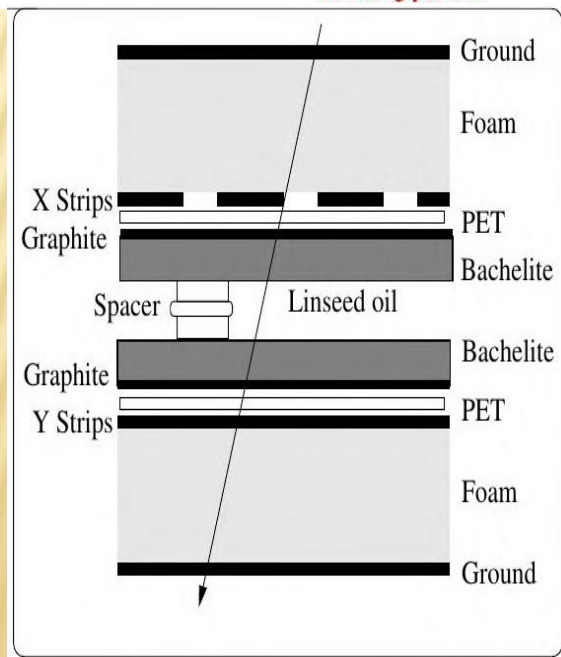 Ground
Foam
X Strips
PET
Graphite
Bachelite
Spacer
Linseed oil
Bachelite
Graphite
PET
Y Strips
Foam
Ground